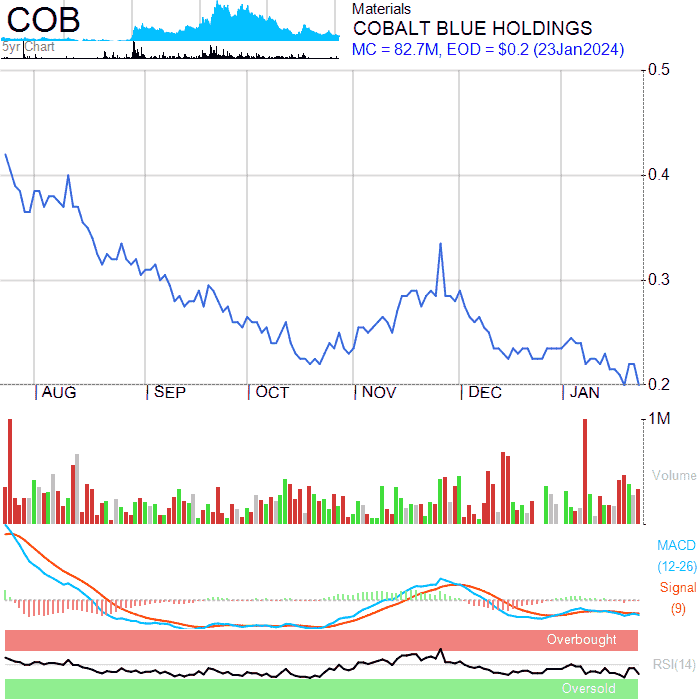 COB
5yr Chart
Materials
COBALT BLUE HOLDINGS
MC = 82.7M, EOD = $0.2 (23Jan2024)
0.5
0.4
0.3
0.2
AUG SEP OCT NOV DEC JAN
1M
Volume
MACD
(12-26)
Signal
(9)
Overbought
RSI(14)
Oversold